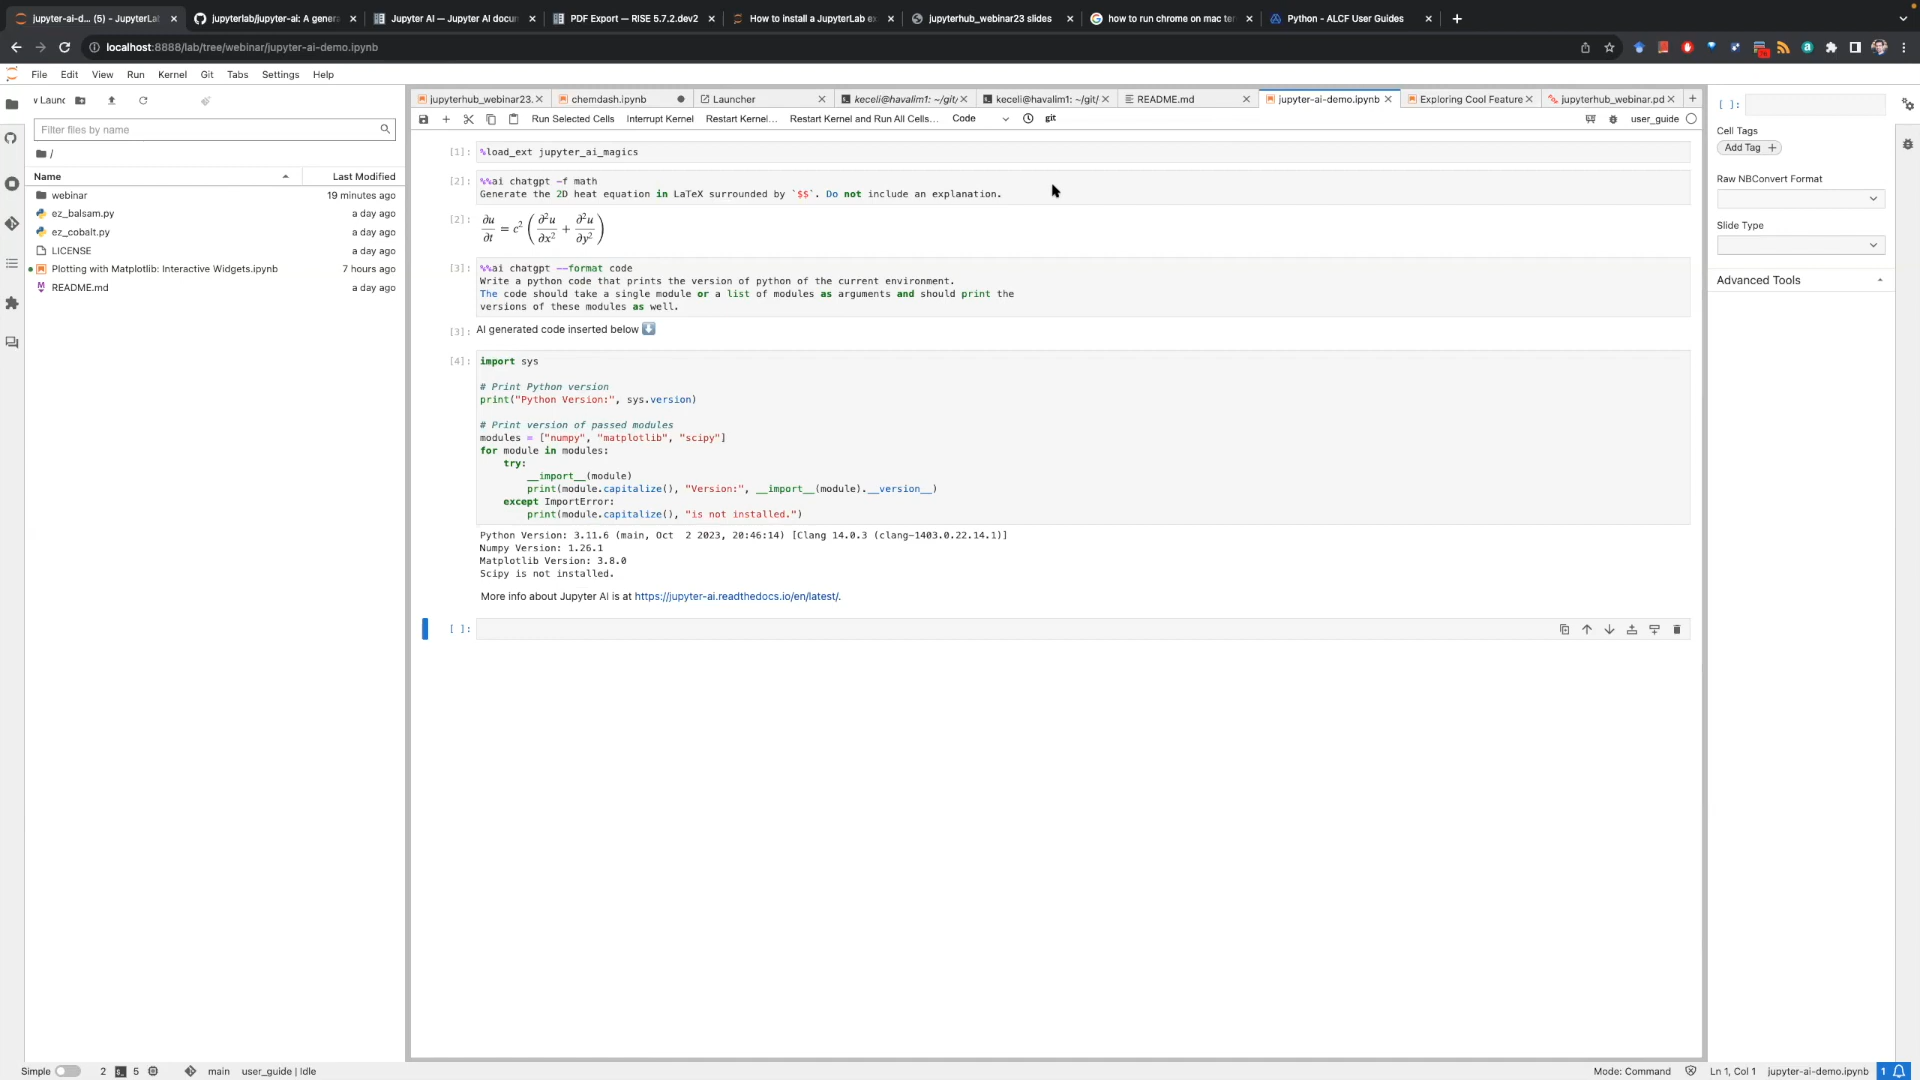 jupyter-ai-d… (5) - JupyterLa
jupyterlab/jupyter-ai: A genera
Jupyter AI — Jupyter AI docun
PDF Export — RISE 5.7.2.dev2
How to install a JupyterLab ex
jupyterhub_webinar23 slides
how to run chrome on mac ter
Python - ALCF User Guides
localhost:8888/lab/tree/webinar/jupyter-ai-demo.ipynb
File Edit View Run Kernel Git Tabs Settings Help
Filter files by name
/
Name Last Modified
webinar 19 minutes ago
ez_balsam.py a day ago
ez_cobalt.py a day ago
LICENSE a day ago
Plotting with Matplotlib: Interactive Widgets.ipynb 7 hours ago
README.md a day ago
jupyterhub_webinar23.
chemdash.ipynb
Launcher
keceli@havalim1: ~/git/
keceli@havalim1: ~/git/
README.md
jupyter-ai-demo.ipynb
Exploring Cool Feature
jupyterhub_webinar.pd
Run Selected Cells Interrupt Kernel Restart Kernel… Restart Kernel and Run All Cells… Code git user_guide
[1]: %load_ext jupyter_ai_magics
[2]: %%ai chatgpt -f math
Generate the 2D heat equation in LaTeX surrounded by `$$`. Do not include an explanation.
[2]: ∂u/∂t = c² (∂²u/∂x² + ∂²u/∂y²)
[3]: %%ai chatgpt --format code
Write a python code that prints the version of python of the current environment.
The code should take a single module or a list of modules as arguments and should print the
versions of these modules as well.
[3]: AI generated code inserted below
[4]: import sys
# Print Python version
print("Python Version:", sys.version)
# Print version of passed modules
modules = ["numpy", "matplotlib", "scipy"]
for module in modules:
try:
__import__(module)
print(module.capitalize(), "Version:", __import__(module).__version__)
except ImportError:
print(module.capitalize(), "is not installed.")
Python Version: 3.11.6 (main, Oct 2 2023, 20:46:14) [Clang 14.0.3 (clang-1403.0.22.14.1)]
Numpy Version: 1.26.1
Matplotlib Version: 3.8.0
Scipy is not installed.
More info about Jupyter AI is at https://jupyter-ai.readthedocs.io/en/latest/.
[ ]:
[ ]:
Cell Tags
Add Tag +
Raw NBConvert Format
Slide Type
Advanced Tools
Simple 2 5 main user_guide | Idle
Mode: Command Ln 1, Col 1 jupyter-ai-demo.ipynb 1